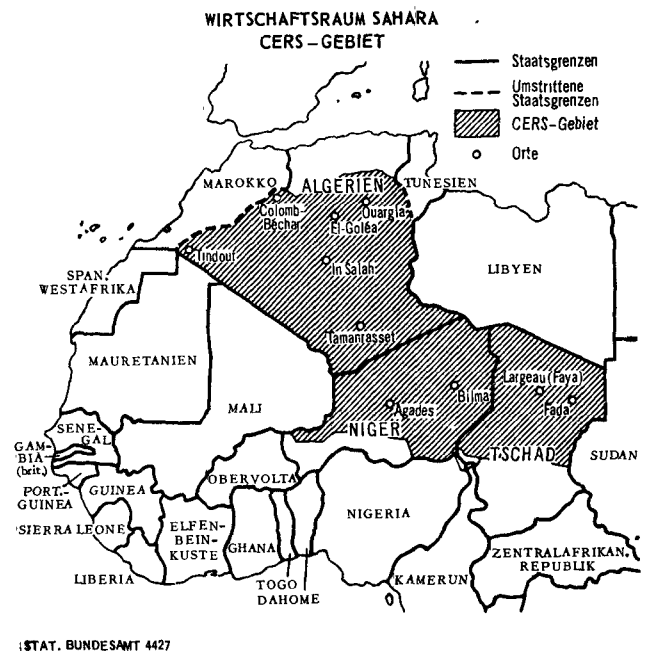 WIRTSCHAFTSRAUM SAHARA
CERS-GEBIET
Staatsgrenzen
Umstrittene
Staatsgrenzen
CERS-Gebiet
Orte
MAROKKO
ALGERIEN
TUNESIEN
Colomb-
Béchar
Ouargla
El-Goléa
Tindouf
In Salah
LIBYEN
SPAN.
WESTAFRIKA
Tamanrasset
MAURETANIEN
Largeau (Faya)
Bilma
Fada
Agades
MALI
NIGER
TSCHAD
SUDAN
SENE-
GAL
GAM-
BIA
(brit.)
OBERVOLTA
PORT.-
GUINEA
GUINEA
NIGERIA
SIERRA LEONE
ELFEN-
BEIN-
KUSTE
GHANA
ZENTRALAFRIKAN.
REPUBLIK
LIBERIA
TOGO
DAHOME
KAMERUN
STAT. BUNDESAMT 4427